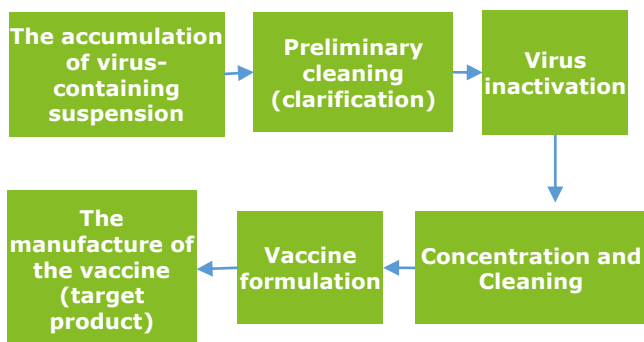 The accumulation
of virus-
containing
suspension
Preliminary
cleaning
(clarification)
Virus
inactivation
Concentration and
Cleaning
Vaccine
formulation
The
manufacture of
the vaccine
(target
product)